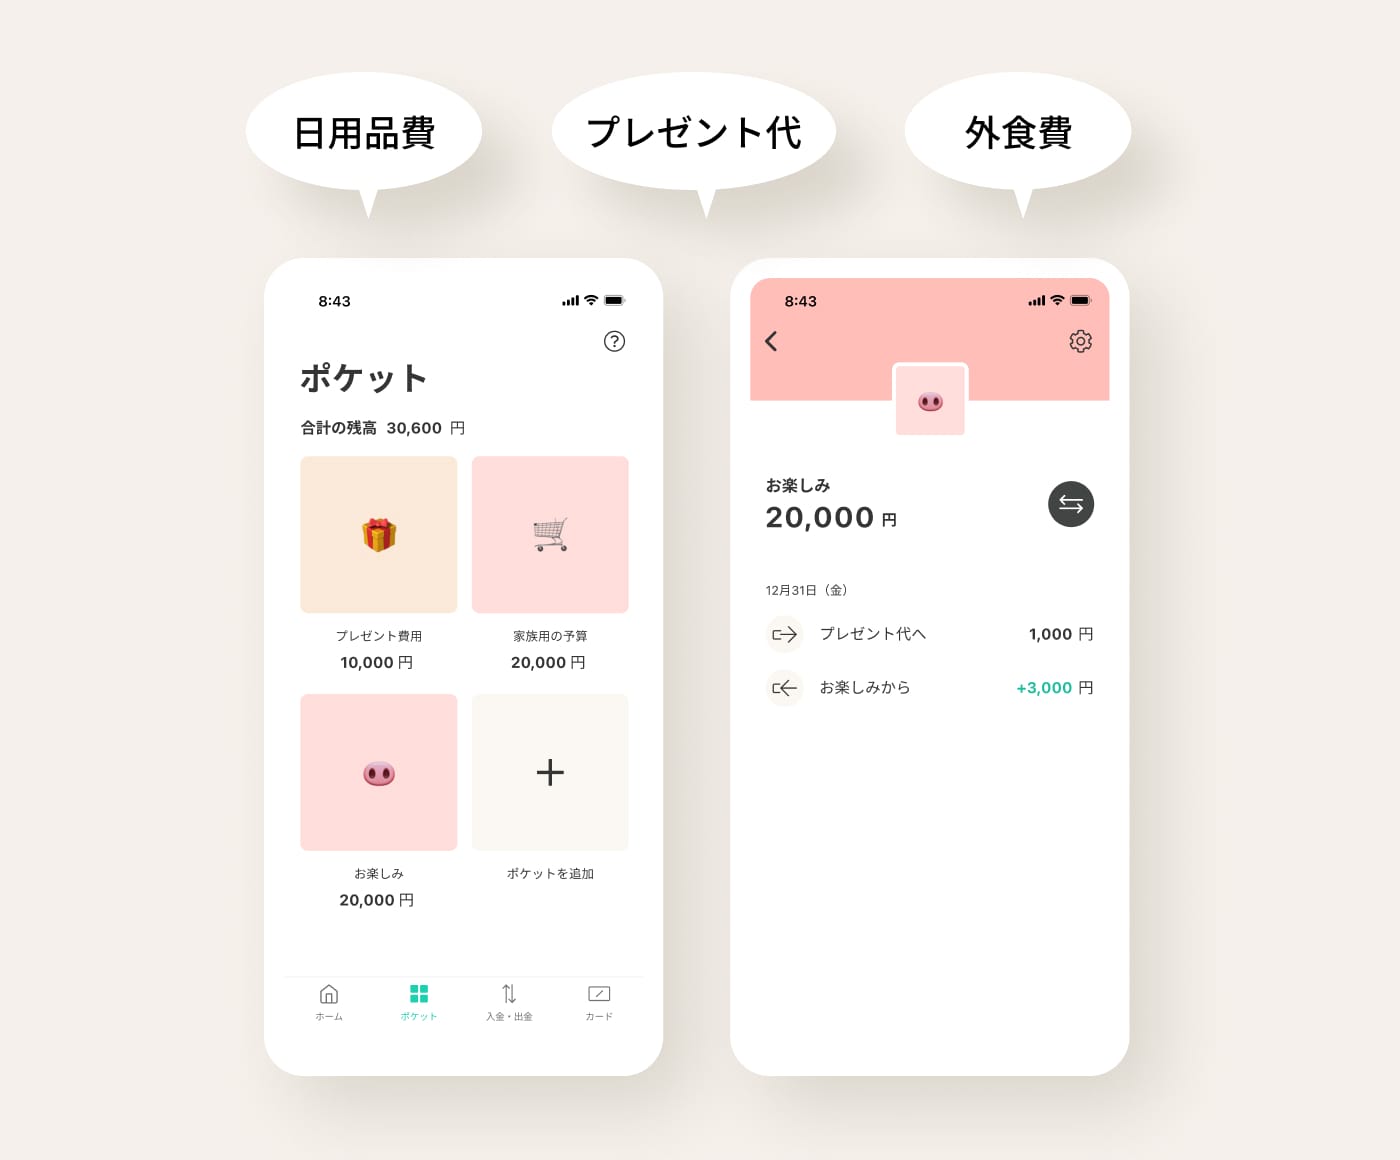 日用品費
プレゼント代
外食費
8:43
ポケット
合計の残高 30,600 円
プレゼント費用
10,000 円
家族用の予算
20,000 円
お楽しみ
20,000 円
ポケットを追加
ホーム
ポケット
入金・出金
カード
8:43
お楽しみ
20,000 円
12月31日（金）
プレゼント代へ 1,000 円
お楽しみから +3,000 円